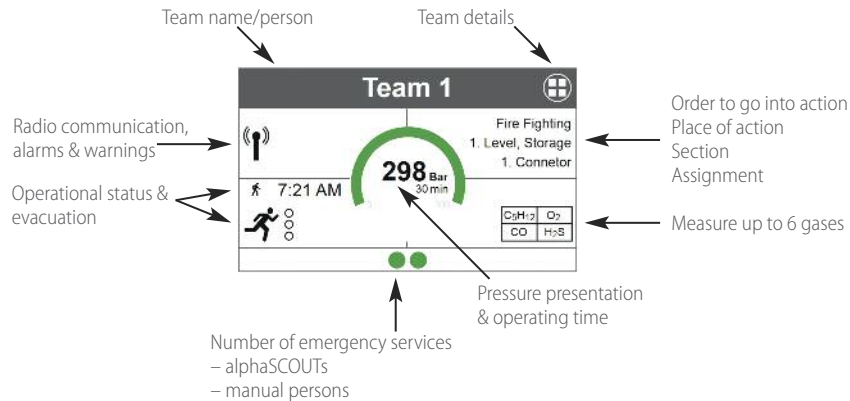 Team name/person
Team details
Team 1
Radio communication,
alarms & warnings
Fire Fighting
1. Level, Storage
1. Connetor
Order to go into action
Place of action
Section
Assignment
298 Bar
30 min
Operational status &
evacuation
7:21 AM
C5H12 O2
CO H2S
Measure up to 6 gases
Pressure presentation
& operating time
Number of emergency services
– alphaSCOUTs
– manual persons